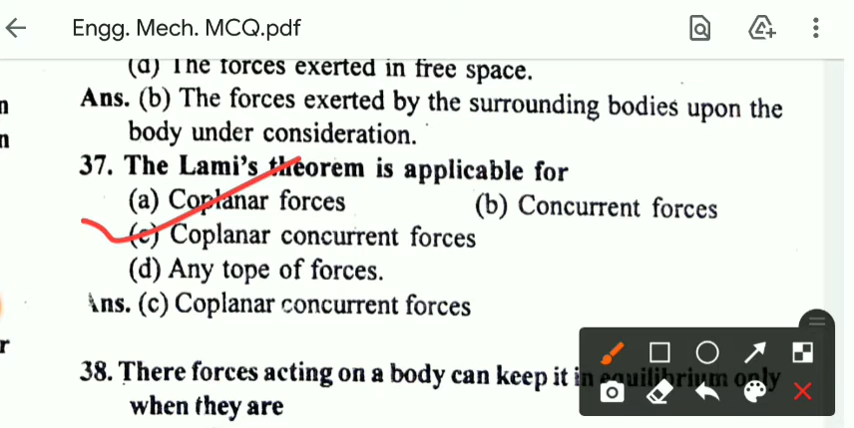 Engg. Mech. MCQ.pdf
(d) The forces exerted in free space.
n
Ans. (b) The forces exerted by the surrounding bodies upon the
n
body under consideration.
37. The Lami's theorem is applicable for
(a) Coplanar forces (b) Concurrent forces
(c) Coplanar concurrent forces
(d) Any tope of forces.
Ans. (c) Coplanar concurrent forces
r
38. There forces acting on a body can keep it in equilibrium only
when they are